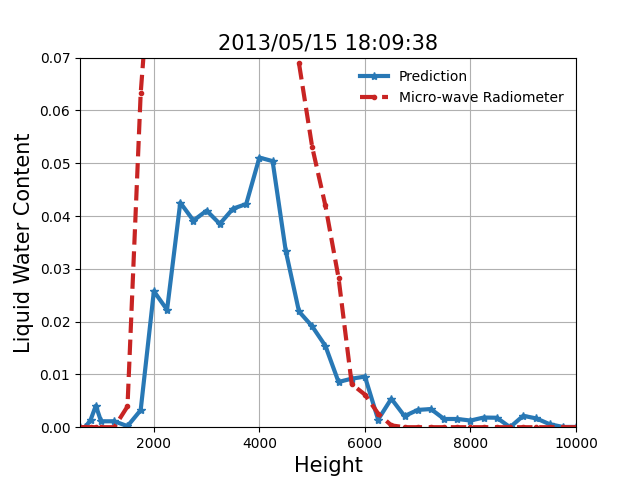 2013/05/15 18:09:38
Prediction
Micro-wave Radiometer
Liquid Water Content
0.07
0.06
0.05
0.04
0.03
0.02
0.01
0.00
2000 4000 6000 8000 10000
Height